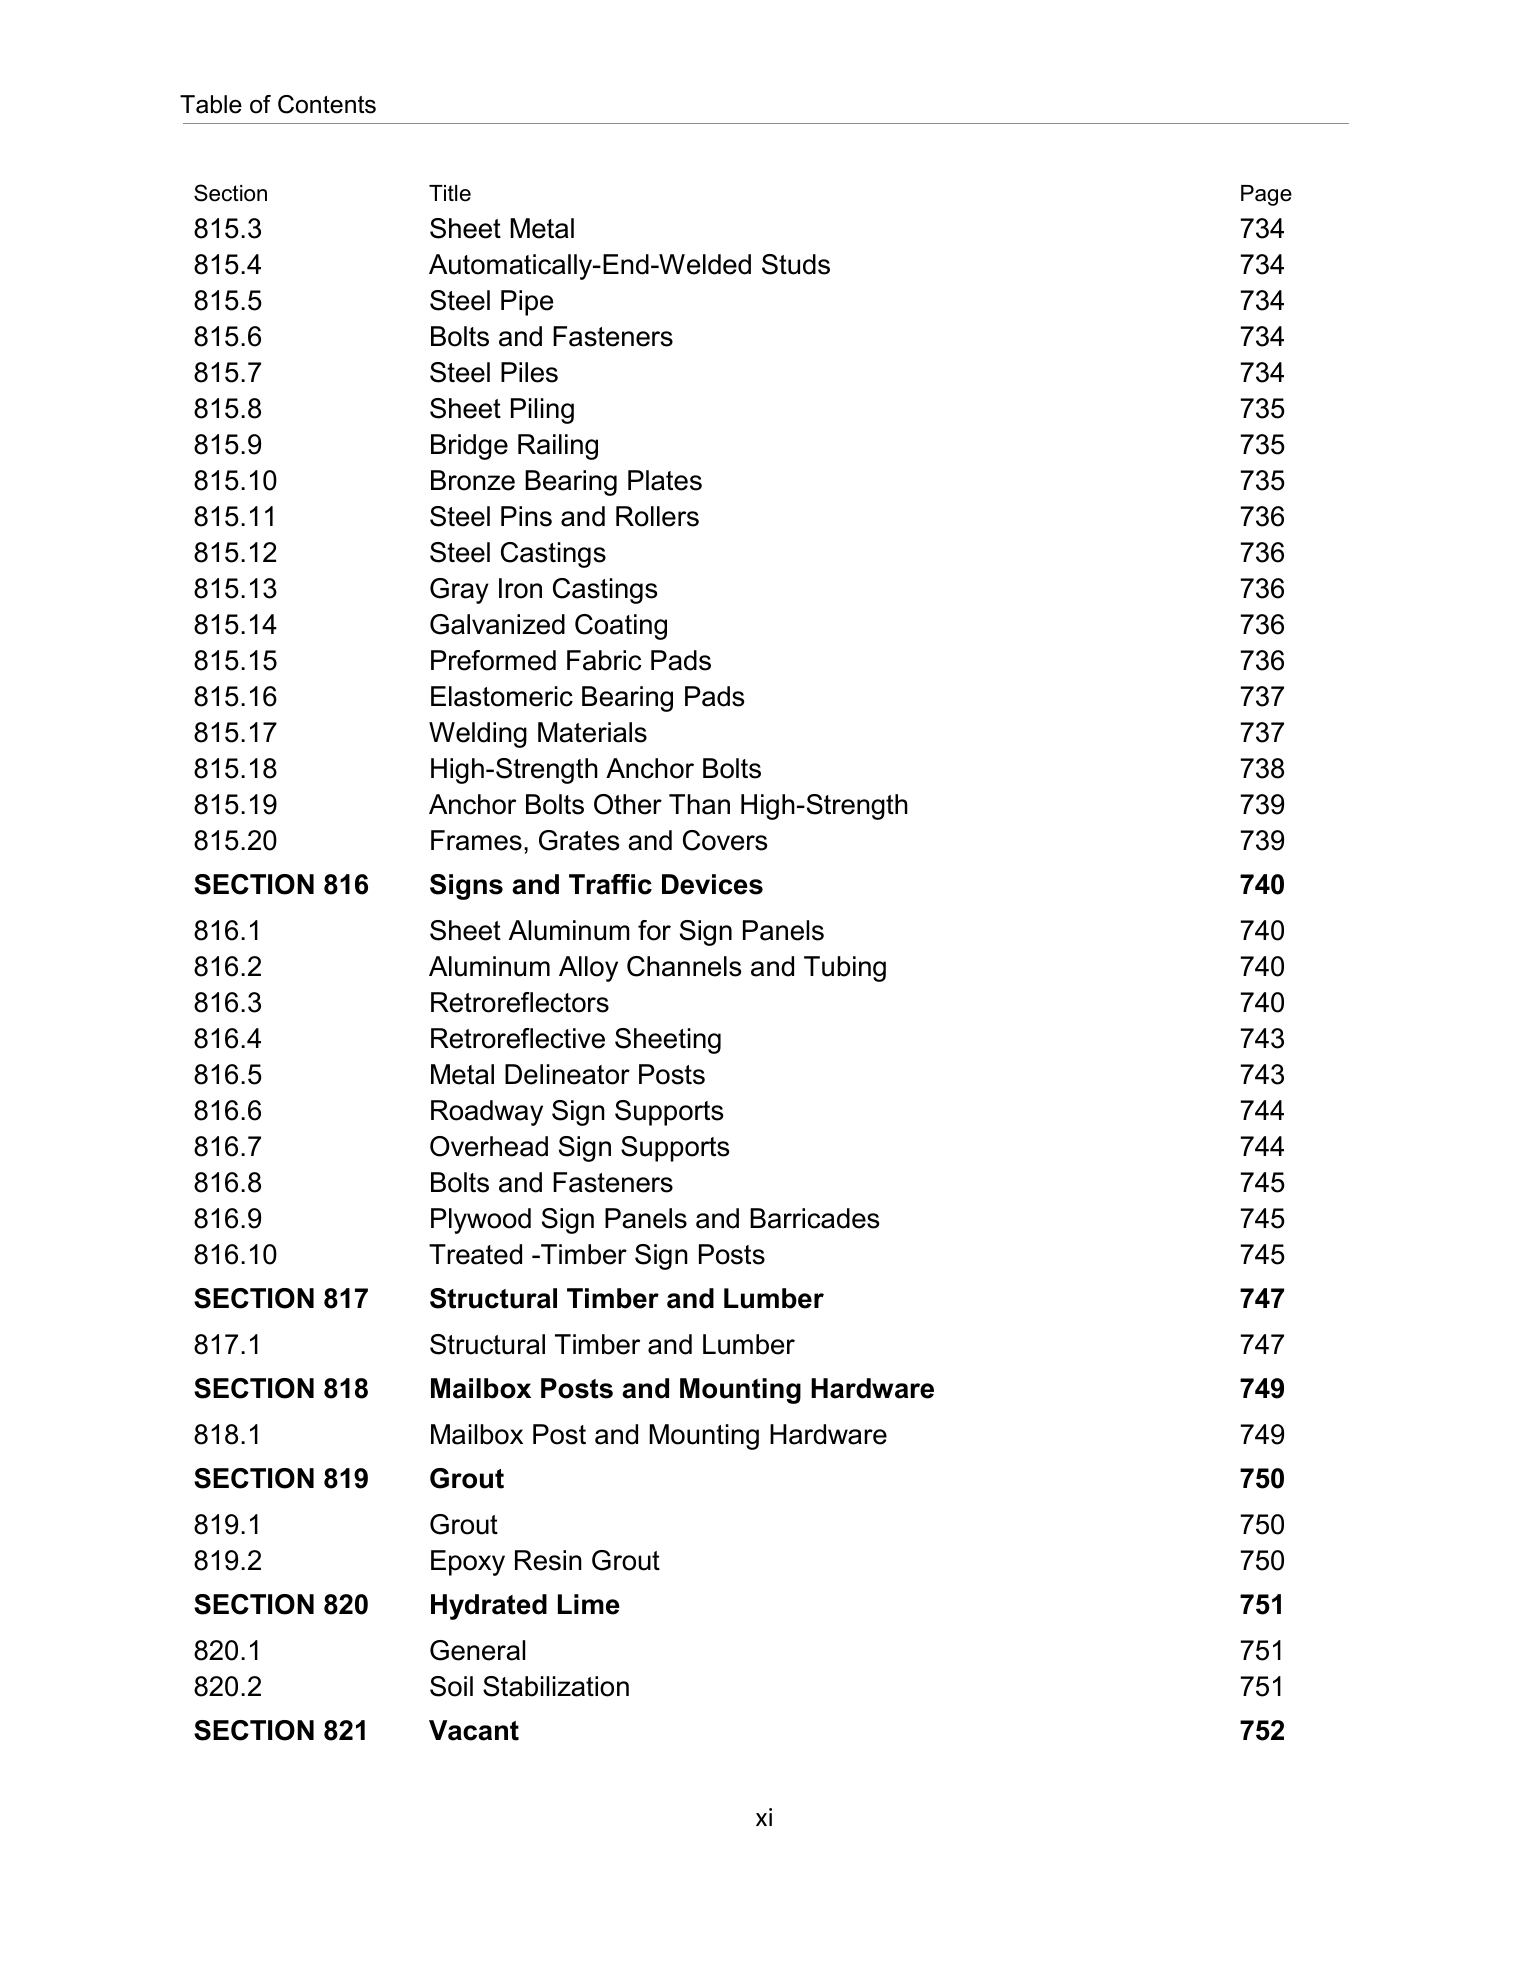 Table of Contents
Section Title Page
815.3 Sheet Metal 734
815.4 Automatically-End-Welded Studs 734
815.5 Steel Pipe 734
815.6 Bolts and Fasteners 734
815.7 Steel Piles 734
815.8 Sheet Piling 735
815.9 Bridge Railing 735
815.10 Bronze Bearing Plates 735
815.11 Steel Pins and Rollers 736
815.12 Steel Castings 736
815.13 Gray Iron Castings 736
815.14 Galvanized Coating 736
815.15 Preformed Fabric Pads 736
815.16 Elastomeric Bearing Pads 737
815.17 Welding Materials 737
815.18 High-Strength Anchor Bolts 738
815.19 Anchor Bolts Other Than High-Strength 739
815.20 Frames, Grates and Covers 739
SECTION 816 Signs and Traffic Devices 740
816.1 Sheet Aluminum for Sign Panels 740
816.2 Aluminum Alloy Channels and Tubing 740
816.3 Retroreflectors 740
816.4 Retroreflective Sheeting 743
816.5 Metal Delineator Posts 743
816.6 Roadway Sign Supports 744
816.7 Overhead Sign Supports 744
816.8 Bolts and Fasteners 745
816.9 Plywood Sign Panels and Barricades 745
816.10 Treated -Timber Sign Posts 745
SECTION 817 Structural Timber and Lumber 747
817.1 Structural Timber and Lumber 747
SECTION 818 Mailbox Posts and Mounting Hardware 749
818.1 Mailbox Post and Mounting Hardware 749
SECTION 819 Grout 750
819.1 Grout 750
819.2 Epoxy Resin Grout 750
SECTION 820 Hydrated Lime 751
820.1 General 751
820.2 Soil Stabilization 751
SECTION 821 Vacant 752
xi